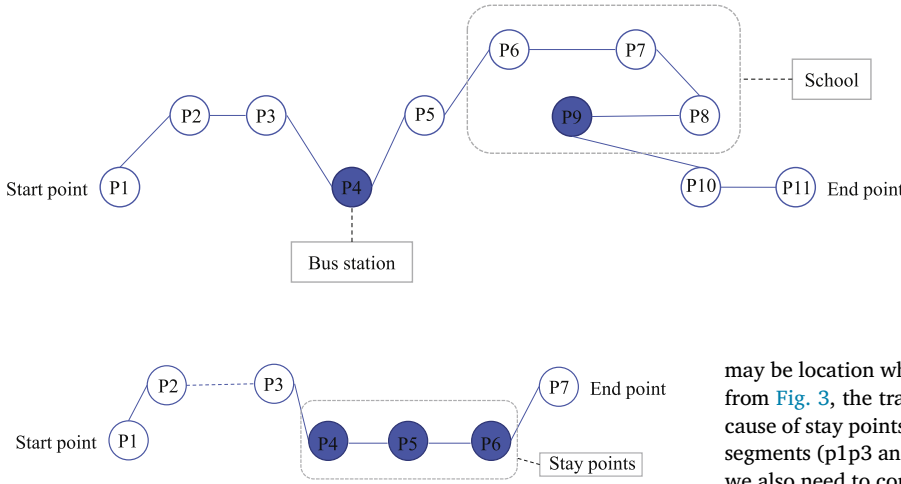 P6
P7
School
P2
P3
P5
P9
P8
Start point
P1
P4
P10
P11
End point
Bus station
P2
P3
P7
End point
Start point
P1
P4
P5
P6
Stay points
may be location wh
from Fig. 3, the tra
cause of stay points
segments (p1p3 an
we also need to co